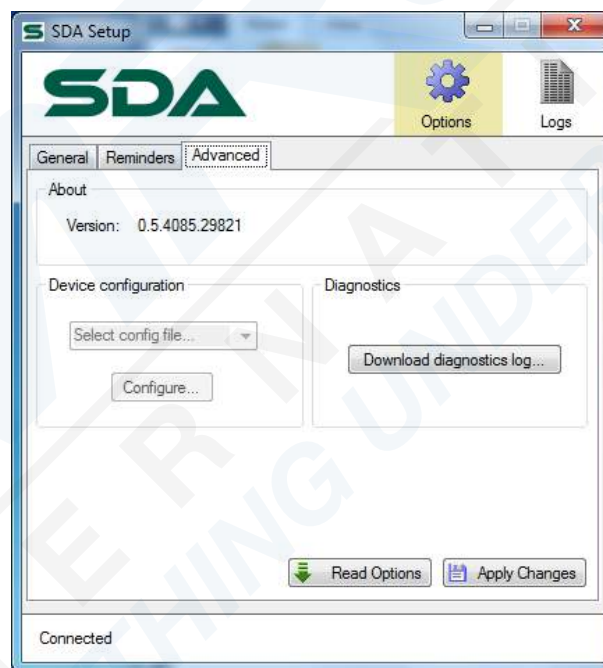 SDA Setup
SDA
Options
Logs
General
Reminders
Advanced
About
Version: 0.5.4085.29821
Device configuration
Select config file...
Configure...
Diagnostics
Download diagnostics log...
Read Options
Apply Changes
Connected